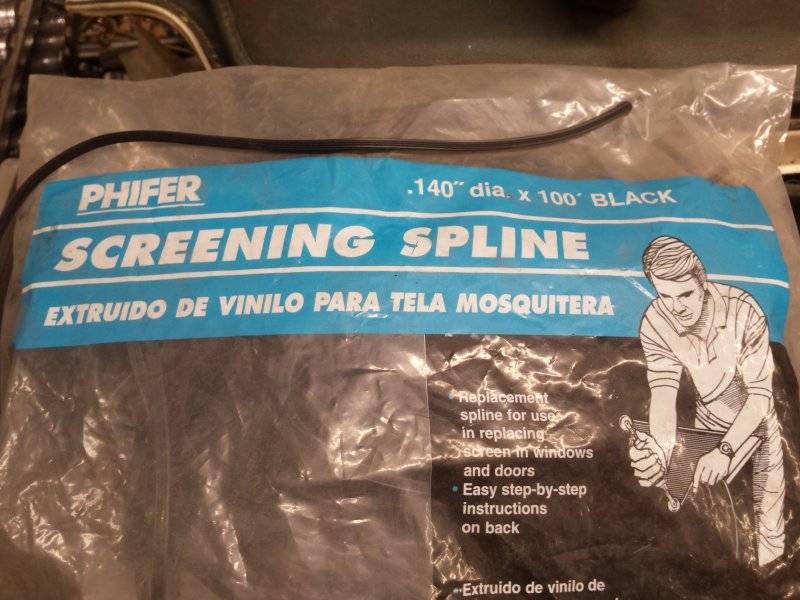 PHIFER
.140" dia. x 100' BLACK
SCREENING SPLINE
EXTRUIDO DE VINILO PARA TELA MOSQUITERA
• Replacement
spline for use
in replacing
screen in windows
and doors
• Easy step-by-step
instructions
on back
• Extruido de vinilo de